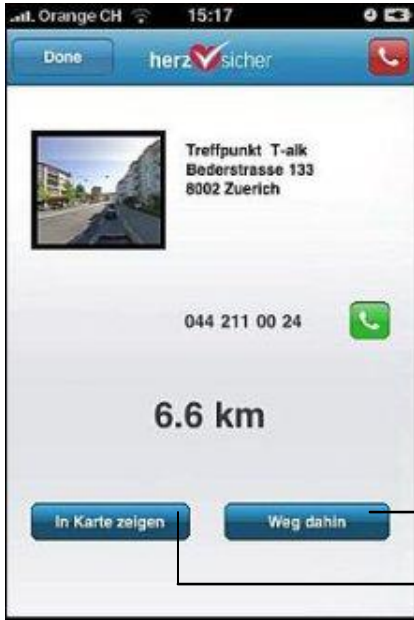 Orange CH 15:17
Done herz sicher
Treffpunkt T-alk
Bederstrasse 133
8002 Zuerich
044 211 00 24
6.6 km
In Karte zeigen Weg dahin